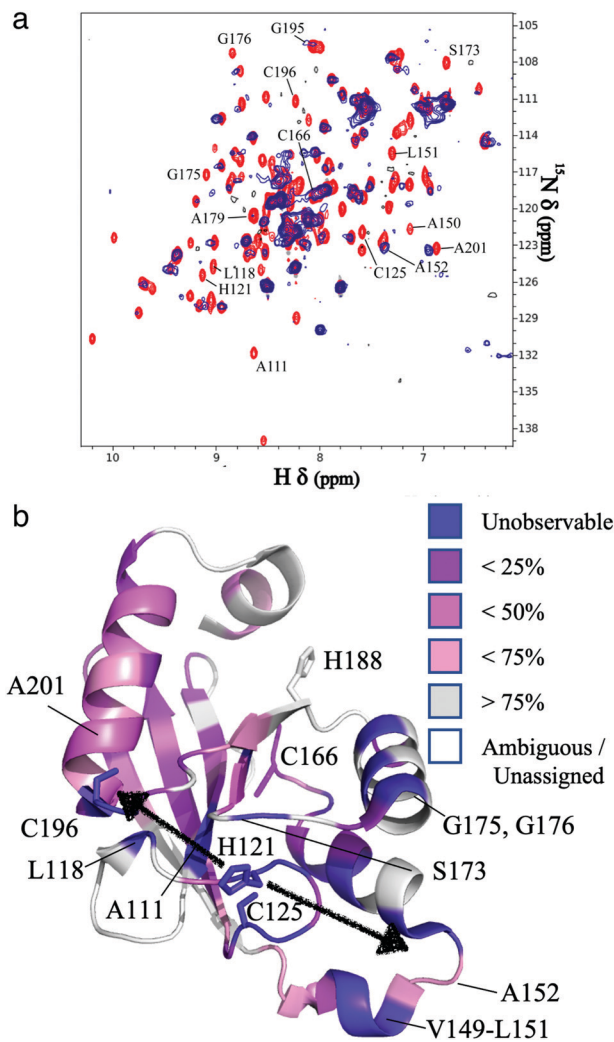 a
105
108
111
114
117
120
123
126
129
132
135
138
¹⁵N δ (ppm)
10
9
8
7
H δ (ppm)
G176
G195
S173
C196
C166
L151
G175
A179
A150
A201
L118
C125
A152
H121
A111
b
Unobservable
< 25%
< 50%
< 75%
> 75%
Ambiguous /
Unassigned
H188
A201
C166
C196
G175, G176
L118
H121
S173
A111
C125
A152
V149-L151